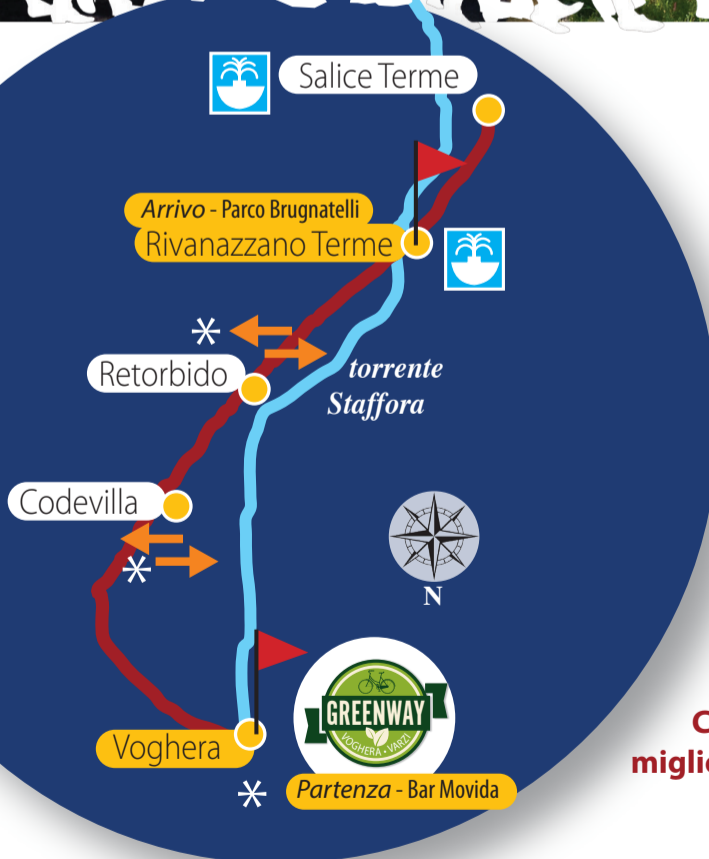 Salice Terme
Arrivo - Parco Brugnatelli
Rivanazzano Terme
Retorbido
torrente
Staffora
Codevilla
N
GREENWAY
VOGHERA • VARZI
Voghera
Partenza - Bar Movida